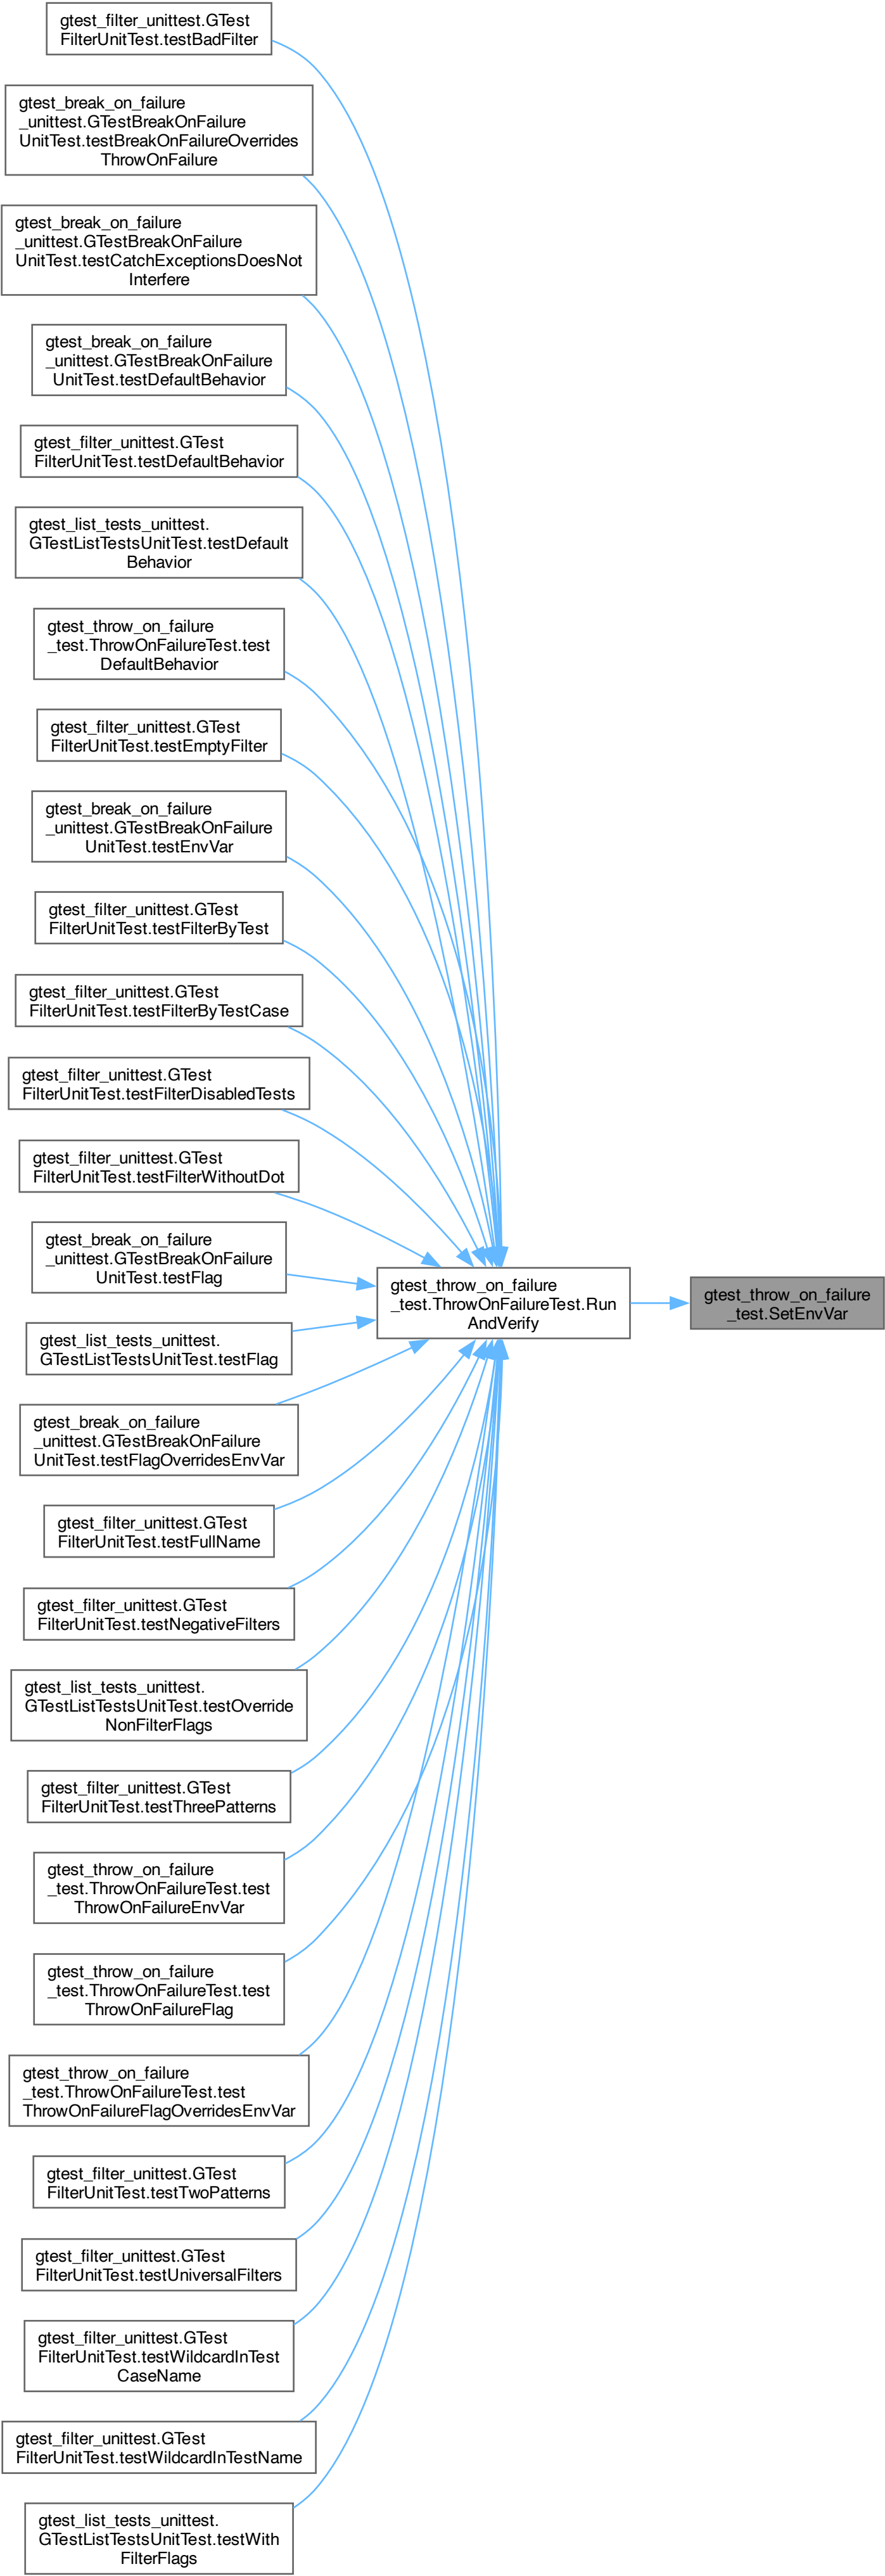 gtest_filter_unittest.GTest
FilterUnitTest.testBadFilter
gtest_break_on_failure
_unittest.GTestBreakOnFailure
UnitTest.testBreakOnFailureOverrides
ThrowOnFailure
gtest_break_on_failure
_unittest.GTestBreakOnFailure
UnitTest.testCatchExceptionsDoesNot
Interfere
gtest_break_on_failure
_unittest.GTestBreakOnFailure
UnitTest.testDefaultBehavior
gtest_filter_unittest.GTest
FilterUnitTest.testDefaultBehavior
gtest_list_tests_unittest.
GTestListTestsUnitTest.testDefault
Behavior
gtest_throw_on_failure
_test.ThrowOnFailureTest.test
DefaultBehavior
gtest_filter_unittest.GTest
FilterUnitTest.testEmptyFilter
gtest_break_on_failure
_unittest.GTestBreakOnFailure
UnitTest.testEnvVar
gtest_filter_unittest.GTest
FilterUnitTest.testFilterByTest
gtest_filter_unittest.GTest
FilterUnitTest.testFilterByTestCase
gtest_filter_unittest.GTest
FilterUnitTest.testFilterDisabledTests
gtest_filter_unittest.GTest
FilterUnitTest.testFilterWithoutDot
gtest_break_on_failure
_unittest.GTestBreakOnFailure
UnitTest.testFlag
gtest_list_tests_unittest.
GTestListTestsUnitTest.testFlag
gtest_break_on_failure
_unittest.GTestBreakOnFailure
UnitTest.testFlagOverridesEnvVar
gtest_filter_unittest.GTest
FilterUnitTest.testFullName
gtest_filter_unittest.GTest
FilterUnitTest.testNegativeFilters
gtest_list_tests_unittest.
GTestListTestsUnitTest.testOverride
NonFilterFlags
gtest_filter_unittest.GTest
FilterUnitTest.testThreePatterns
gtest_throw_on_failure
_test.ThrowOnFailureTest.test
ThrowOnFailureEnvVar
gtest_throw_on_failure
_test.ThrowOnFailureTest.test
ThrowOnFailureFlag
gtest_throw_on_failure
_test.ThrowOnFailureTest.test
ThrowOnFailureFlagOverridesEnvVar
gtest_filter_unittest.GTest
FilterUnitTest.testTwoPatterns
gtest_filter_unittest.GTest
FilterUnitTest.testUniversalFilters
gtest_filter_unittest.GTest
FilterUnitTest.testWildcardInTest
CaseName
gtest_filter_unittest.GTest
FilterUnitTest.testWildcardInTestName
gtest_list_tests_unittest.
GTestListTestsUnitTest.testWith
FilterFlags
gtest_throw_on_failure
_test.ThrowOnFailureTest.Run
AndVerify
gtest_throw_on_failure
_test.SetEnvVar